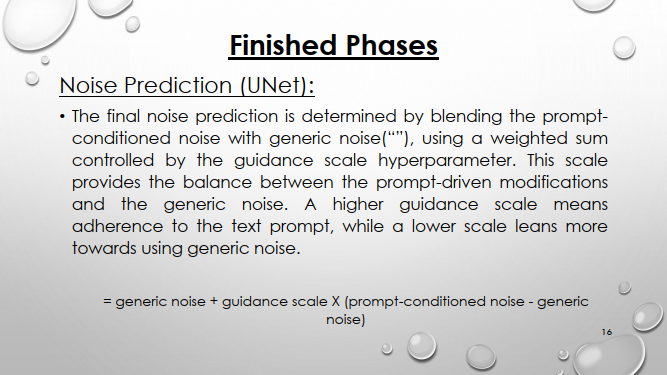 Finished Phases
Noise Prediction (UNet):
• The final noise prediction is determined by blending the prompt-
conditioned noise with generic noise(“”), using a weighted sum
controlled by the guidance scale hyperparameter. This scale
provides the balance between the prompt-driven modifications
and the generic noise. A higher guidance scale means
adherence to the text prompt, while a lower scale leans more
towards using generic noise.
= generic noise + guidance scale X (prompt-conditioned noise - generic
noise)
16